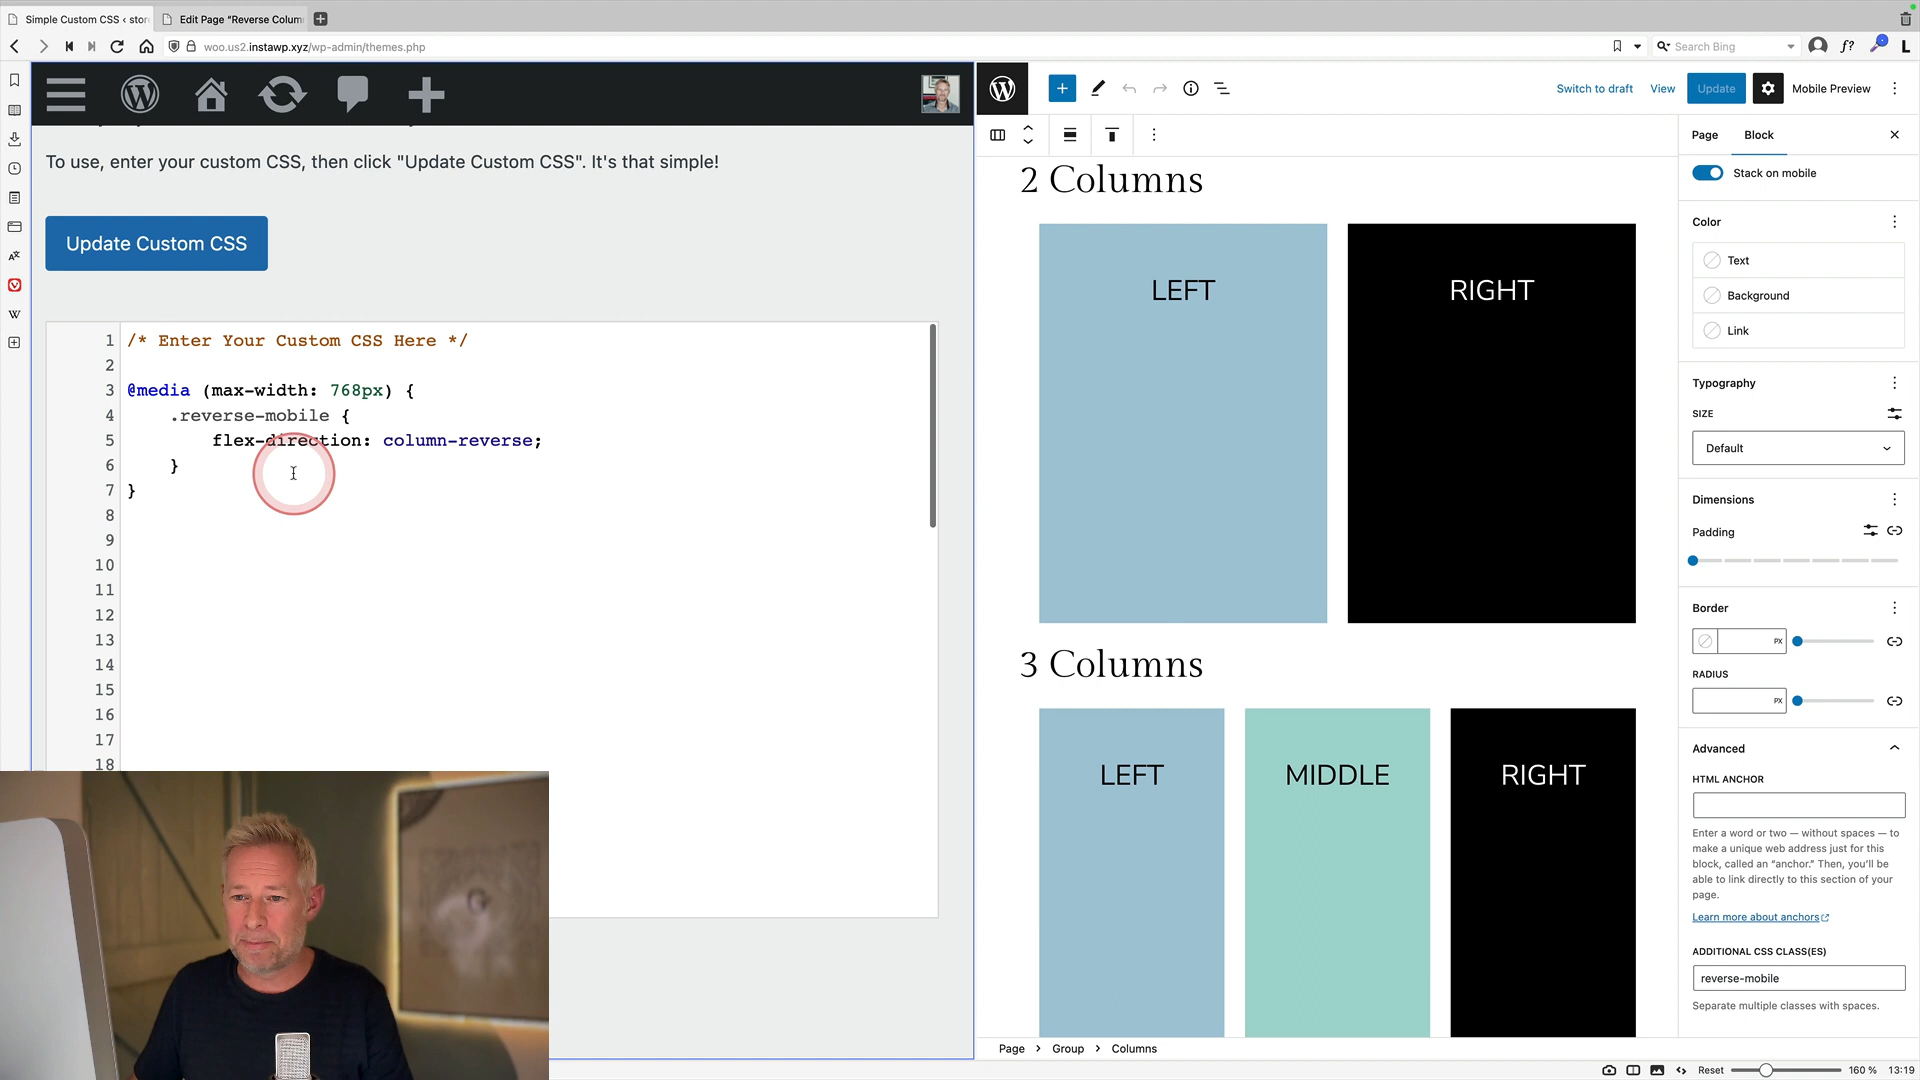 Simple Custom CSS ‹ stor
Edit Page "Reverse Colum
woo.us2.instawp.xyz/wp-admin/themes.php
Search Bing
To use, enter your custom CSS, then click "Update Custom CSS". It's that simple!
Update Custom CSS
1 /* Enter Your Custom CSS Here */
2
3 @media (max-width: 768px) {
4 .reverse-mobile {
5 flex-direction: column-reverse;
6 }
7 }
8
9
10
11
12
13
14
15
16
17
18
Switch to draft
View
Update
Mobile Preview
2 Columns
LEFT
RIGHT
3 Columns
LEFT
MIDDLE
RIGHT
Page > Group > Columns
Page
Block
Stack on mobile
Color
Text
Background
Link
Typography
SIZE
Default
Dimensions
Padding
Border
PX
RADIUS
PX
Advanced
HTML ANCHOR
Enter a word or two — without spaces — to
make a unique web address just for this
block, called an “anchor.” Then, you’ll be
able to link directly to this section of your
page.
Learn more about anchors
ADDITIONAL CSS CLASS(ES)
reverse-mobile
Separate multiple classes with spaces.
Reset
160 %
13:19